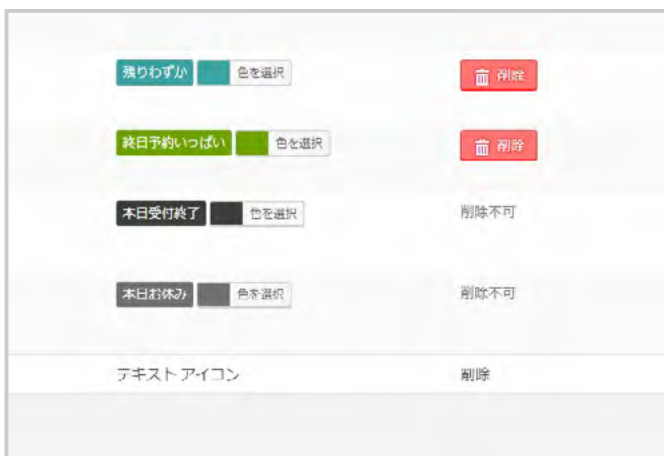 残りわずか 色を選択 削除
終日予約いっぱい 色を選択 削除
本日受付終了 色を選択 削除不可
本日お休み 色を選択 削除不可
テキストアイコン 削除